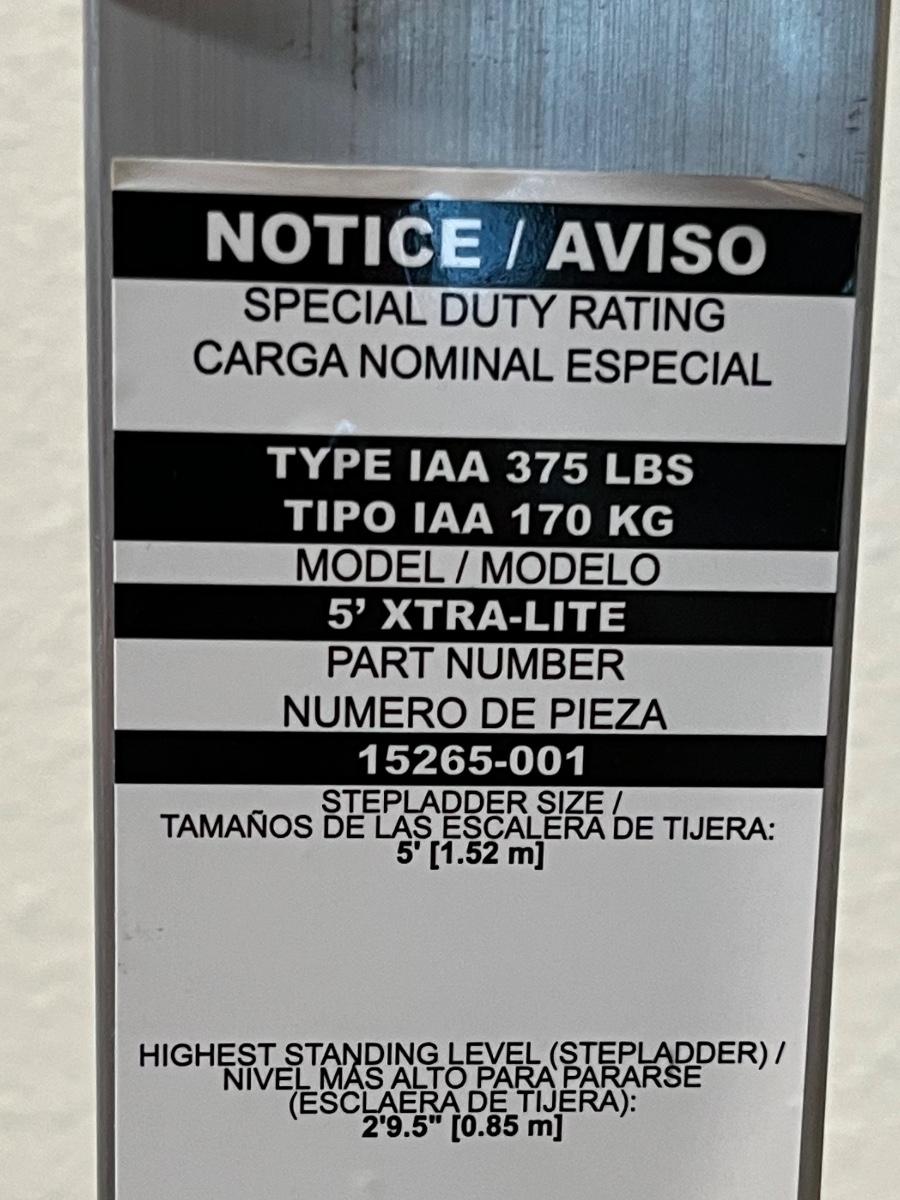 NOTICE / AVISO
SPECIAL DUTY RATING
CARGA NOMINAL ESPECIAL
TYPE IAA 375 LBS
TIPO IAA 170 KG
MODEL / MODELO
5’ XTRA-LITE
PART NUMBER
NUMERO DE PIEZA
15265-001
STEPLADDER SIZE /
TAMAÑOS DE LAS ESCALERA DE TIJERA:
5' [1.52 m]
HIGHEST STANDING LEVEL (STEPLADDER) /
NIVEL MAS ALTO PARA PARARSE
(ESCLAERA DE TIJERA):
2'9.5" [0.85 m]